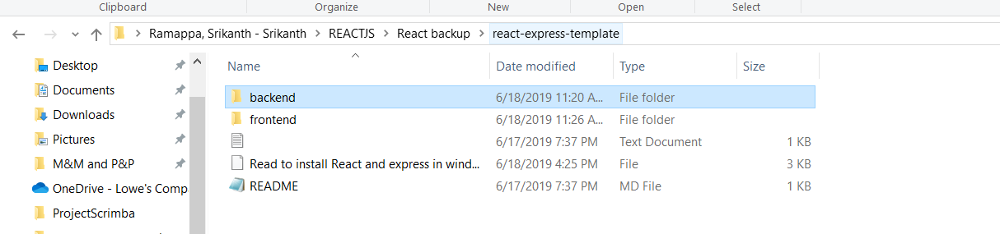 Clipboard Organize New Open Select
Ramappa, Srikanth - Srikanth REACTJS React backup react-express-template
Name Date modified Type Size
Desktop
Documents
Downloads
Pictures
M&M and P&P
OneDrive - Lowe's Comp
ProjectScrimba
backend 6/18/2019 11:20 A... File folder
frontend 6/18/2019 11:26 A... File folder
6/17/2019 7:37 PM Text Document 1 KB
Read to install React and express in wind... 6/18/2019 4:25 PM File 3 KB
README 6/17/2019 7:37 PM MD File 1 KB